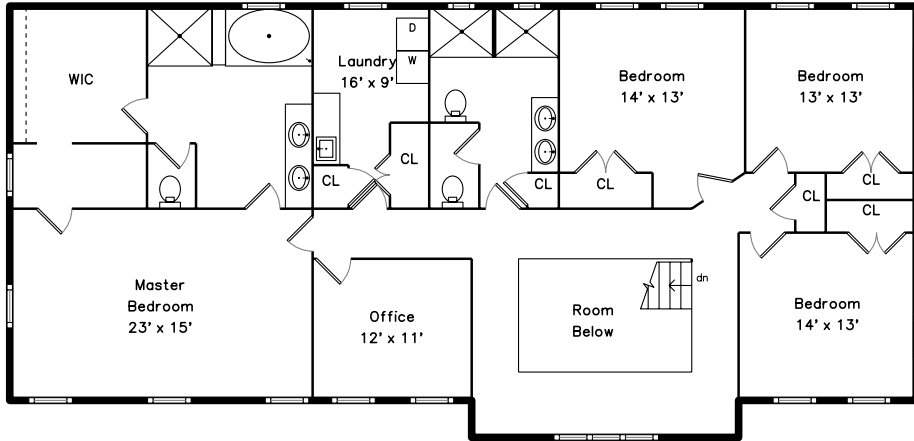 WIC
Laundry
16' x 9'
D
W
Bedroom
14' x 13'
Bedroom
13' x 13'
CL
CL
CL
CL
CL
CL
CL
Master
Bedroom
23' x 15'
Office
12' x 11'
Room
Below
dn
Bedroom
14' x 13'